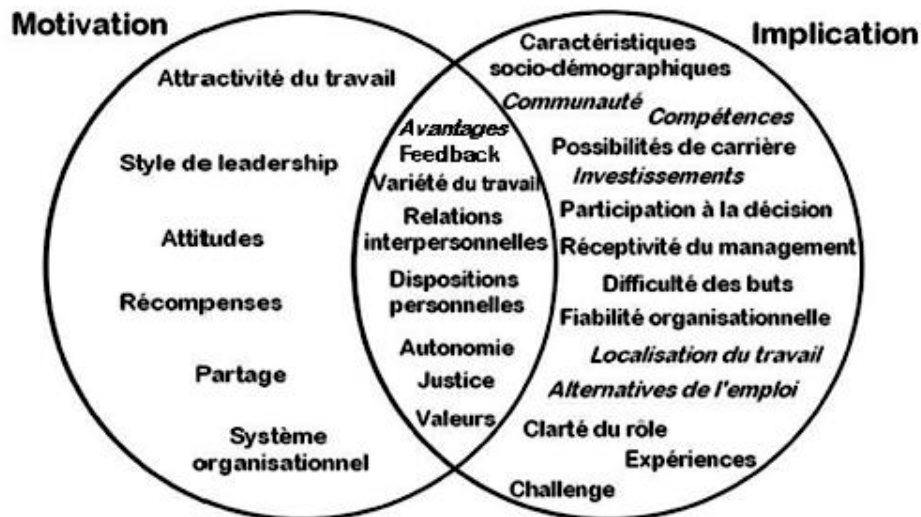 Motivation
Implication
Attractivité du travail
Style de leadership
Attitudes
Récompenses
Partage
Système
organisationnel
Avantages
Feedback
Variété du travail
Relations
interpersonnelles
Dispositions
personnelles
Autonomie
Justice
Valeurs
Caractéristiques
socio-démographiques
Communauté
Compétences
Possibilités de carrière
Investissements
Participation à la décision
Réceptivité du management
Difficulté des buts
Fiabilité organisationnelle
Localisation du travail
Alternatives de l'emploi
Clarté du rôle
Expériences
Challenge